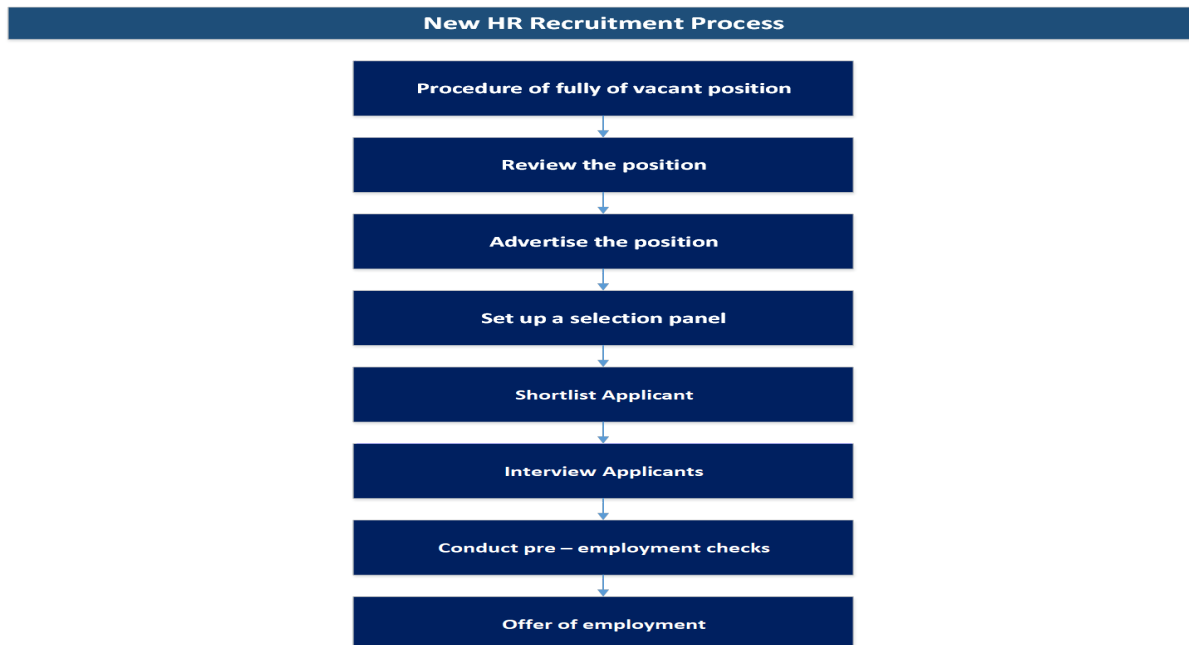 New HR Recruitment Process
Procedure of fully of vacant position
Review the position
Advertise the position
Set up a selection panel
Shortlist Applicant
Interview Applicants
Conduct pre – employment checks
Offer of employment